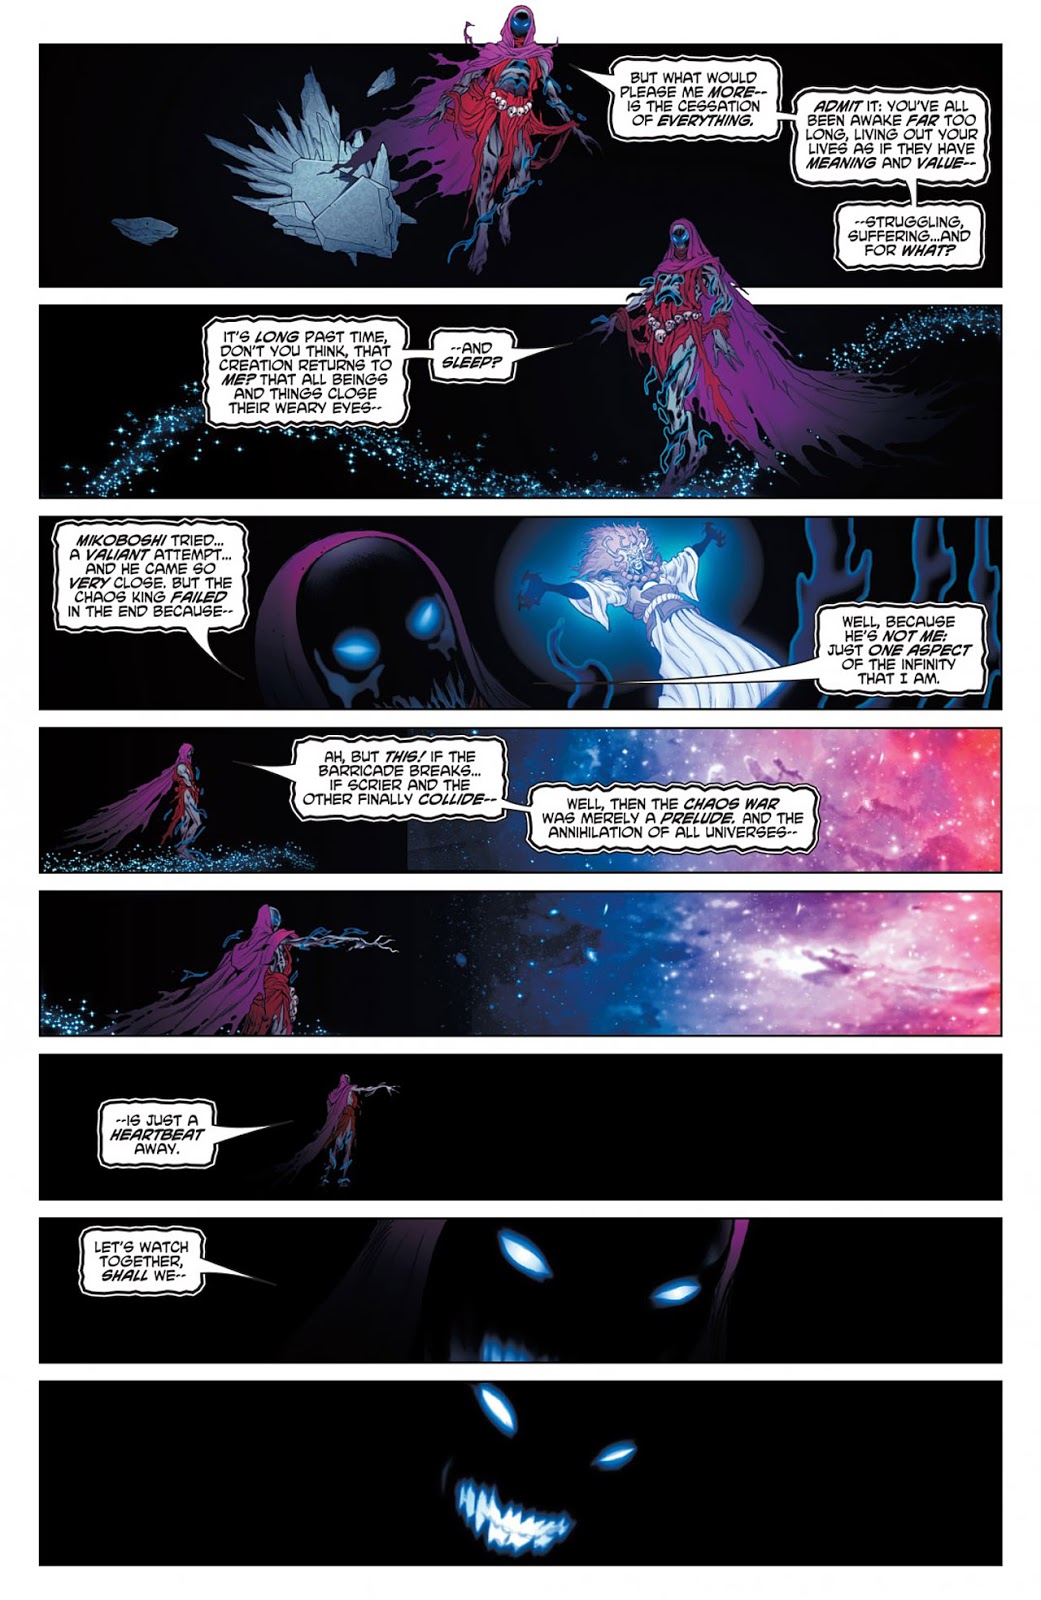 BUT WHAT WOULD
PLEASE ME MORE--
IS THE CESSATION
OF EVERYTHING.
ADMIT IT: YOU'VE ALL
BEEN AWAKE FAR TOO
LONG, LIVING OUT YOUR
LIVES AS IF THEY HAVE
MEANING AND VALUE--
--STRUGGLING,
SUFFERING...AND
FOR WHAT?
IT'S LONG PAST TIME,
DON'T YOU THINK, THAT
CREATION RETURNS TO
ME? THAT ALL BEINGS
AND THINGS CLOSE
THEIR WEARY EYES--
--AND
SLEEP?
MIKOBOSHI TRIED...
A VALIANT ATTEMPT...
AND HE CAME SO
VERY CLOSE. BUT THE
CHAOS KING FAILED
IN THE END BECAUSE--
WELL, BECAUSE
HE'S NOT ME:
JUST ONE ASPECT
OF THE INFINITY
THAT I AM.
AH, BUT THIS! IF THE
BARRICADE BREAKS...
IF SCRIER AND THE
OTHER FINALLY COLLIDE--
WELL, THEN THE CHAOS WAR
WAS MERELY A PRELUDE. AND THE
ANNIHILATION OF ALL UNIVERSES--
--IS JUST A
HEARTBEAT
AWAY.
LET'S WATCH
TOGETHER,
SHALL WE--